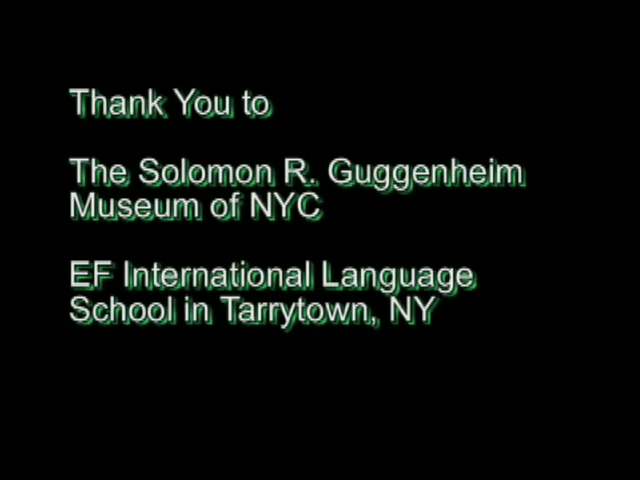 Thank You to
The Solomon R. Guggenheim
Museum of NYC
EF International Language
School in Tarrytown, NY